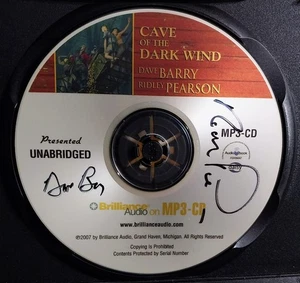 CAVE
OF THE
DARK WIND
DAVE BARRY
RIDLEY PEARSON
Presented
UNABRIDGED
MP3-CD
Brilliance
Audio on MP3-CD
www.brillianceaudio.com
©2007 by Brilliance Audio, Grand Haven, Michigan. All Rights Reserved
Copying is Prohibited
Contents Protected by Serial Number